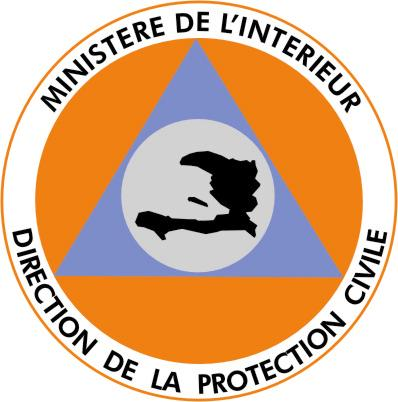 MINISTERE DE L'INTERIEUR
DIRECTION DE LA PROTECTION CIVILE